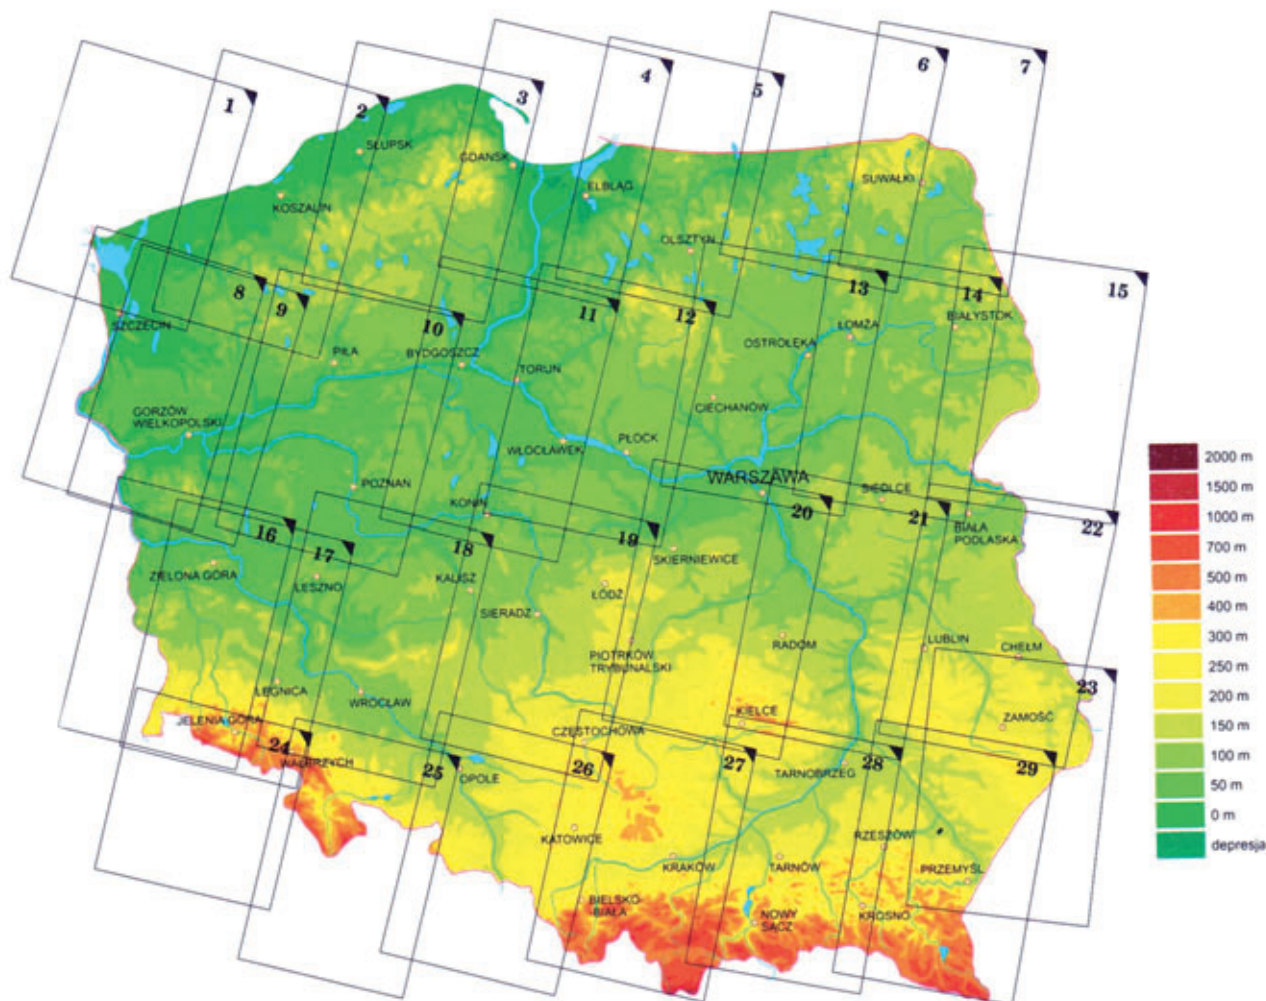 1
2
3
4
5
6
7
SŁUPSK
GDAŃSK
KOSZALIN
ELBLĄG
SUWAŁKI
OLSZTYN
8
9
10
11
12
13
14
15
SZCZECIN
PIŁA
BYDGOSZCZ
TORUŃ
OSTROŁĘKA
ŁOMŻA
BIAŁYSTOK
CIECHANÓW
GORZÓW
WIELKOPOLSKI
WŁOCŁAWEK
PŁOCK
POZNAŃ
KONIN
WARSZAWA
SIEDLCE
BIAŁA
PODLASKA
16
17
18
19
20
21
22
ZIELONA GÓRA
LESZNO
KALISZ
SIERADZ
SKIERNIEWICE
ŁÓDŹ
PIOTRKÓW
TRYBUNALSKI
RADOM
LUBLIN
CHEŁM
23
LEGNICA
WROCŁAW
JELENIA GÓRA
WAŁBRZYCH
OPOLE
CZĘSTOCHOWA
KIELCE
ZAMOŚĆ
TARNOBRZEG
24
25
26
27
28
29
KATOWICE
KRAKÓW
TARNÓW
RZESZÓW
PRZEMYŚL
BIELSKO-
BIAŁA
NOWY
SĄCZ
KROSNO
2000 m
1500 m
1000 m
700 m
500 m
400 m
300 m
250 m
200 m
150 m
100 m
50 m
0 m
depresja